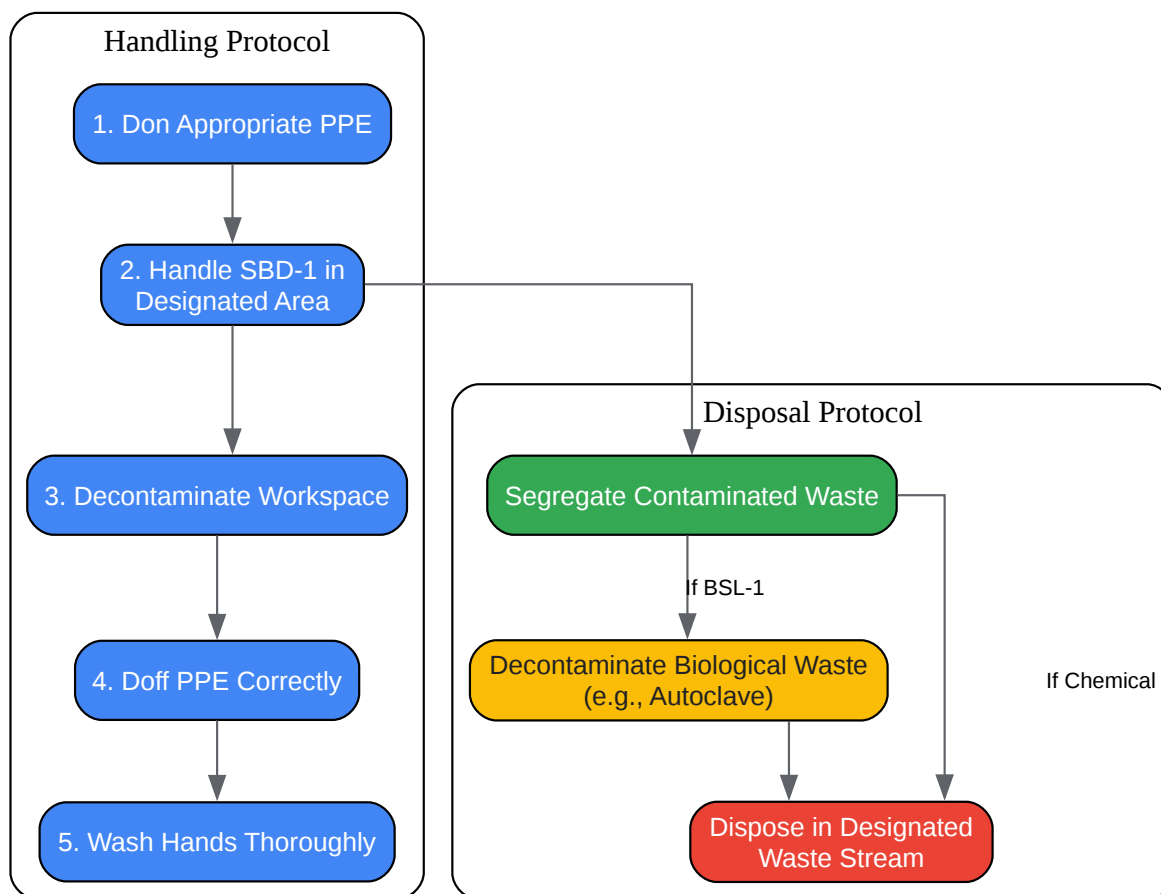 Handling Protocol
1. Don Appropriate PPE
2. Handle SBD-1 in
Designated Area
3. Decontaminate Workspace
4. Doff PPE Correctly
5. Wash Hands Thoroughly
Disposal Protocol
Segregate Contaminated Waste
If BSL-1
Decontaminate Biological Waste
(e.g., Autoclave)
If Chemical
Dispose in Designated
Waste Stream